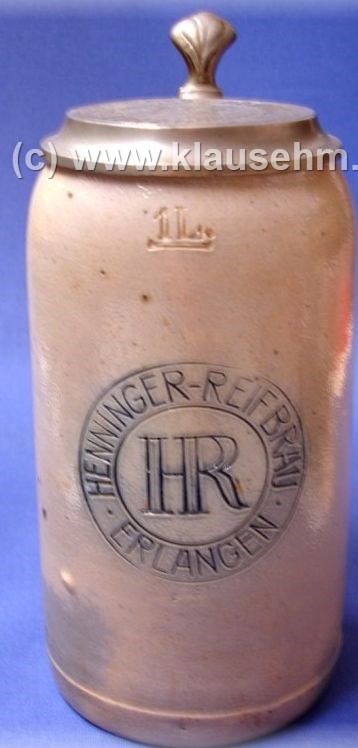 (c) www.klausehm.
1L.
HENNINGER-REIFBRÄU
HR
· ERLANGEN ·